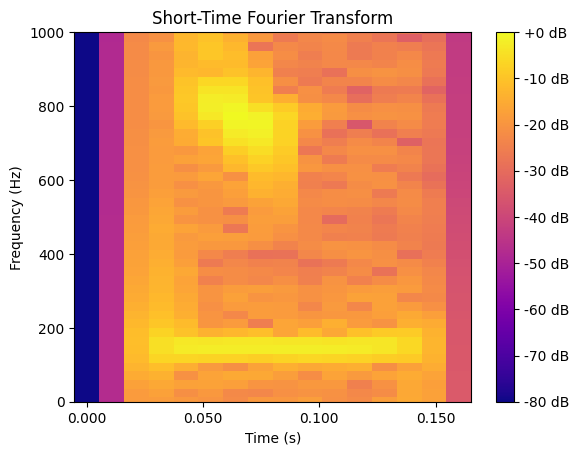 Short-Time Fourier Transform
Frequency (Hz)
1000
800
600
400
200
0
0.000
0.050
0.100
0.150
Time (s)
+0 dB
-10 dB
-20 dB
-30 dB
-40 dB
-50 dB
-60 dB
-70 dB
-80 dB